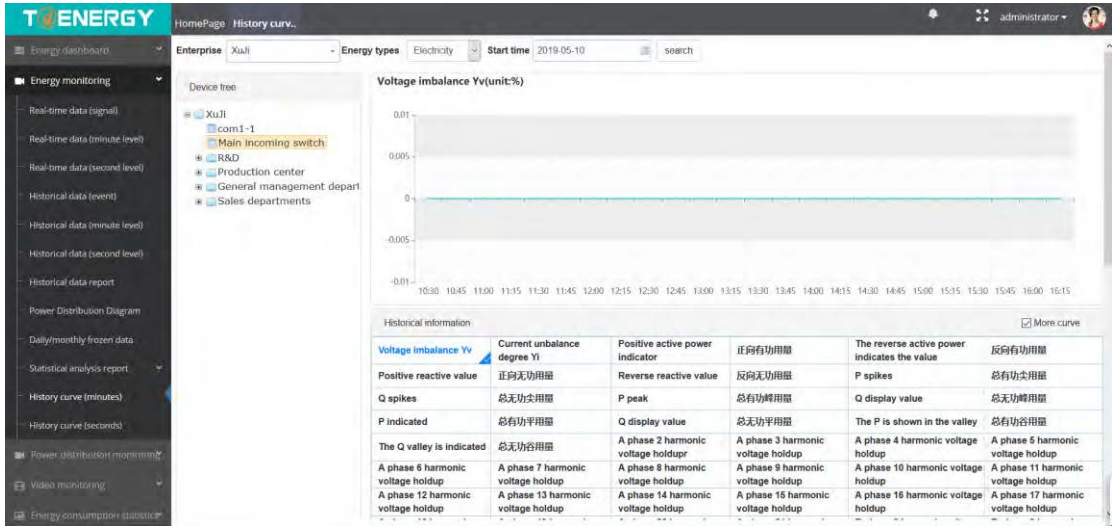 TOENERGY
HomePage History curv..
administrator
Energy dashboard
Energy monitoring
Real-time data (signal)
Real-time data (minute level)
Real-time data (second level)
Historical data (event)
Historical data (minute level)
Historical data (second level)
Historical data report
Power Distribution Diagram
Daily/monthly frozen data
Statistical analysis report
History curve (minutes)
History curve (seconds)
Power distribution monitoring
Video monitoring
Energy consumption statistics
Enterprise XuJi Energy types Electricity Start time 2019-05-10 search
Device tree
XuJi
com1-1
Main incoming switch
R&D
Production center
General management depart
Sales departments
Voltage imbalance Yv(unit:%)
0.01
0.005
0
-0.005
-0.01
10:30 10:45 11:00 11:15 11:30 11:45 12:00 12:15 12:30 12:45 13:00 13:15 13:30 13:45 14:00 14:15 14:30 14:45 15:00 15:15 15:30 15:45 16:00 16:15
Historical information
More curve
Voltage imbalance Yv
Current unbalance
degree Yi
Positive active power
indicator
正向有功用量
The reverse active power
indicates the value
反向有功用量
Positive reactive value
正向无功用量
Reverse reactive value
反向无功用量
P spikes
总有功尖用量
Q spikes
总无功尖用量
P peak
总有功峰用量
Q display value
总无功峰用量
P indicated
总有功平用量
Q display value
总无功平用量
The P is shown in the valley
总有功谷用量
The Q valley is indicated
总无功谷用量
A phase 2 harmonic
voltage holdupr
A phase 3 harmonic
voltage holdup
A phase 4 harmonic voltage
holdup
A phase 5 harmonic
voltage holdup
A phase 6 harmonic
voltage holdup
A phase 7 harmonic
voltage holdup
A phase 8 harmonic
voltage holdup
A phase 9 harmonic
voltage holdup
A phase 10 harmonic voltage
holdup
A phase 11 harmonic
voltage holdup
A phase 12 harmonic
voltage holdup
A phase 13 harmonic
voltage holdup
A phase 14 harmonic
voltage holdup
A phase 15 harmonic
voltage holdup
A phase 16 harmonic voltage
holdup
A phase 17 harmonic
voltage holdup